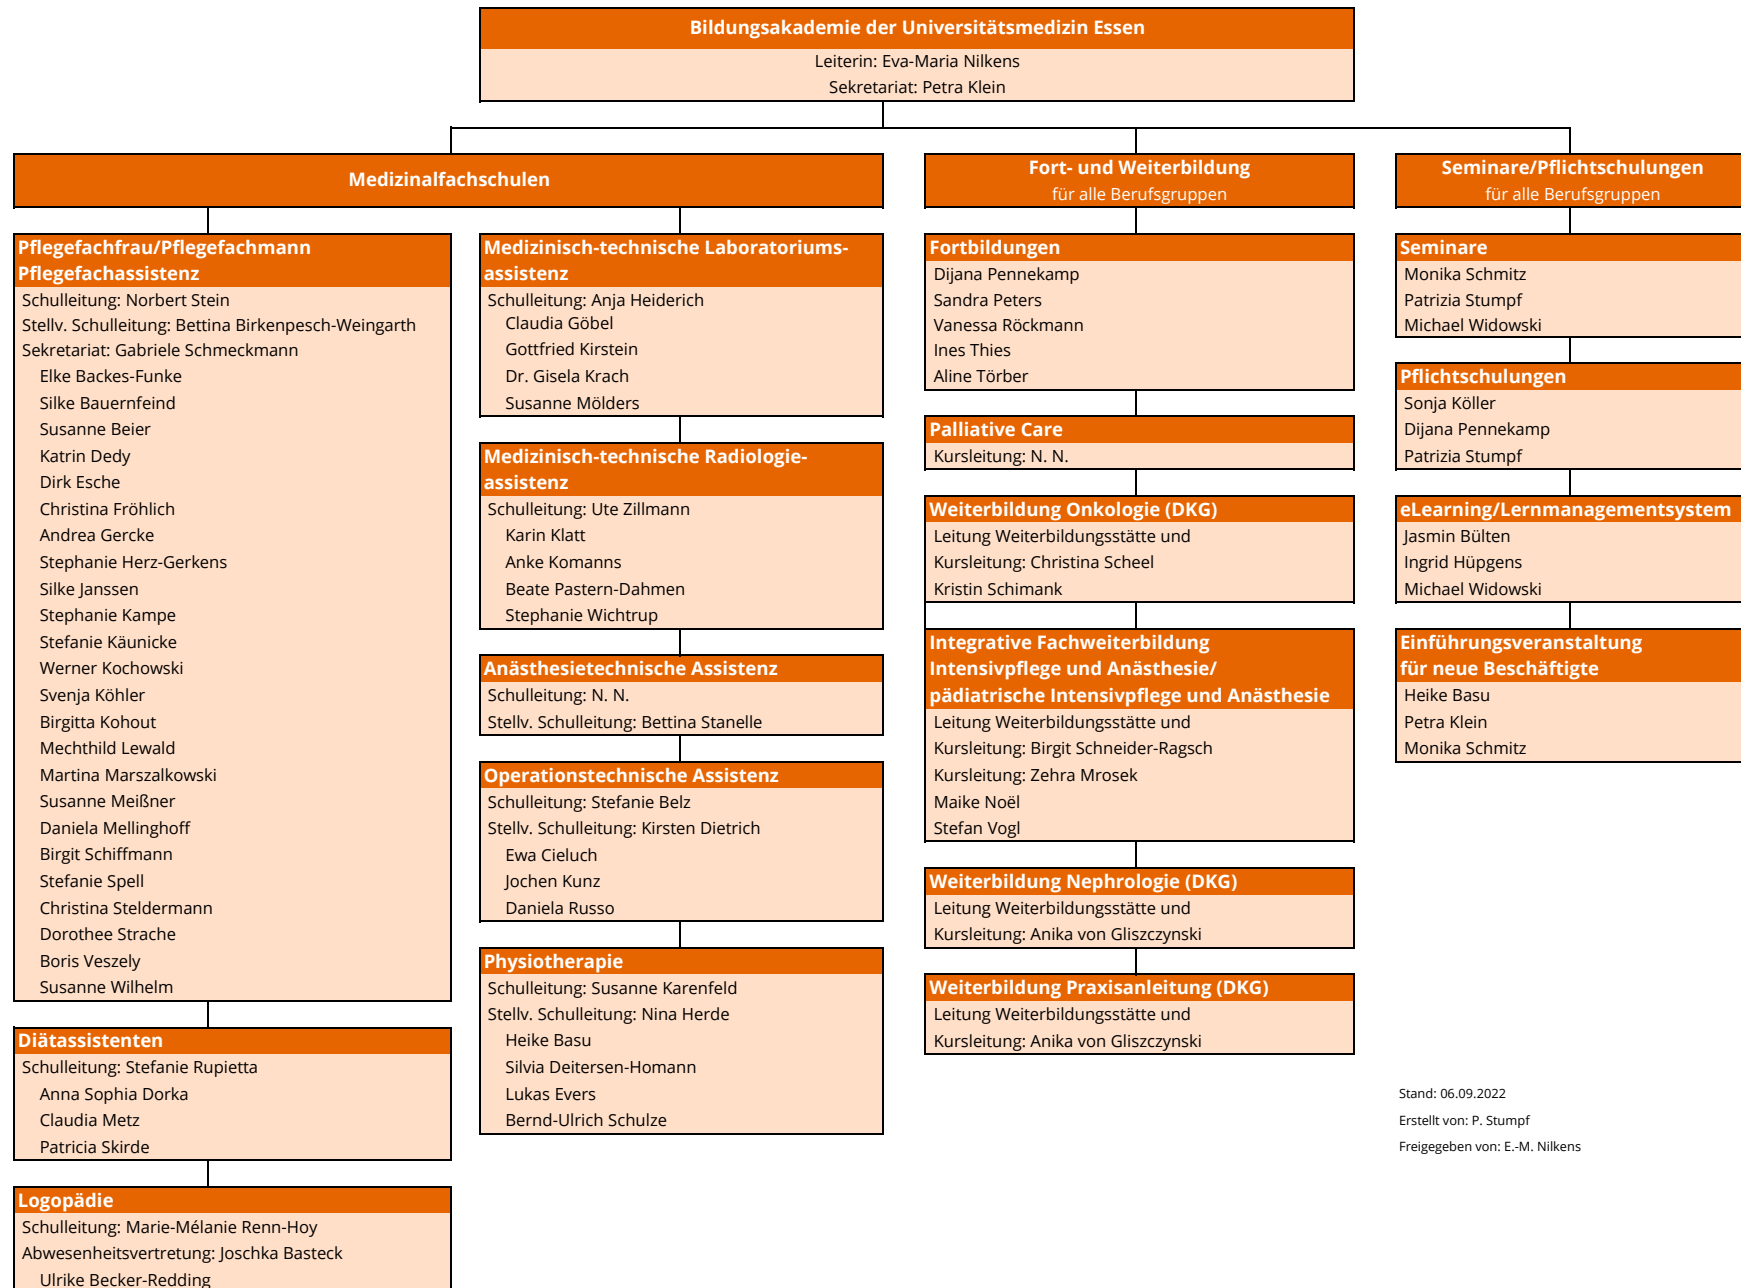 Bildungsakademie der Universitätsmedizin Essen
Leiterin: Eva-Maria Nilkens
Sekretariat: Petra Klein
Medizinalfachschulen
Pflegefachfrau/Pflegefachmann
Pflegefachassistenz
Schulleitung: Norbert Stein
Stellv. Schulleitung: Bettina Birkenpesch-Weingarth
Sekretariat: Gabriele Schmeckmann
Elke Backes-Funke
Silke Bauernfeind
Susanne Beier
Katrin Dedy
Dirk Esche
Christina Fröhlich
Andrea Gercke
Stephanie Herz-Gerkens
Silke Janssen
Stephanie Kampe
Stefanie Käunicke
Werner Kochowski
Svenja Köhler
Birgitta Kohout
Mechthild Lewald
Martina Marszalkowski
Susanne Meißner
Daniela Mellinghoff
Birgit Schiffmann
Stefanie Spell
Christina Steldermann
Dorothee Strache
Boris Veszely
Susanne Wilhelm
Diätassistenten
Schulleitung: Stefanie Rupietta
Anna Sophia Dorka
Claudia Metz
Patricia Skirde
Logopädie
Schulleitung: Marie-Mélanie Renn-Hoy
Abwesenheitsvertretung: Joschka Basteck
Ulrike Becker-Redding
Medizinisch-technische Laboratoriums-
assistenz
Schulleitung: Anja Heiderich
Claudia Göbel
Gottfried Kirstein
Dr. Gisela Krach
Susanne Mölders
Medizinisch-technische Radiologie-
assistenz
Schulleitung: Ute Zillmann
Karin Klatt
Anke Komanns
Beate Pastern-Dahmen
Stephanie Wichtrup
Anästhesietechnische Assistenz
Schulleitung: N. N.
Stellv. Schulleitung: Bettina Stanelle
Operationstechnische Assistenz
Schulleitung: Stefanie Belz
Stellv. Schulleitung: Kirsten Dietrich
Ewa Cieluch
Jochen Kunz
Daniela Russo
Physiotherapie
Schulleitung: Susanne Karenfeld
Stellv. Schulleitung: Nina Herde
Heike Basu
Silvia Deitersen-Homann
Lukas Evers
Bernd-Ulrich Schulze
Fort- und Weiterbildung
für alle Berufsgruppen
Fortbildungen
Dijana Pennekamp
Sandra Peters
Vanessa Röckmann
Ines Thies
Aline Törber
Palliative Care
Kursleitung: N. N.
Weiterbildung Onkologie (DKG)
Leitung Weiterbildungsstätte und
Kursleitung: Christina Scheel
Kristin Schimank
Integrative Fachweiterbildung
Intensivpflege und Anästhesie/
pädiatrische Intensivpflege und Anästhesie
Leitung Weiterbildungsstätte und
Kursleitung: Birgit Schneider-Ragsch
Kursleitung: Zehra Mrosek
Maike Noël
Stefan Vogl
Weiterbildung Nephrologie (DKG)
Leitung Weiterbildungsstätte und
Kursleitung: Anika von Gliszczynski
Weiterbildung Praxisanleitung (DKG)
Leitung Weiterbildungsstätte und
Kursleitung: Anika von Gliszczynski
Seminare/Pflichtschulungen
für alle Berufsgruppen
Seminare
Monika Schmitz
Patrizia Stumpf
Michael Widowski
Pflichtschulungen
Sonja Köller
Dijana Pennekamp
Patrizia Stumpf
eLearning/Lernmanagementsystem
Jasmin Bülten
Ingrid Hüpgens
Michael Widowski
Einführungsveranstaltung
für neue Beschäftigte
Heike Basu
Petra Klein
Monika Schmitz
Stand: 06.09.2022
Erstellt von: P. Stumpf
Freigegeben von: E.-M. Nilkens